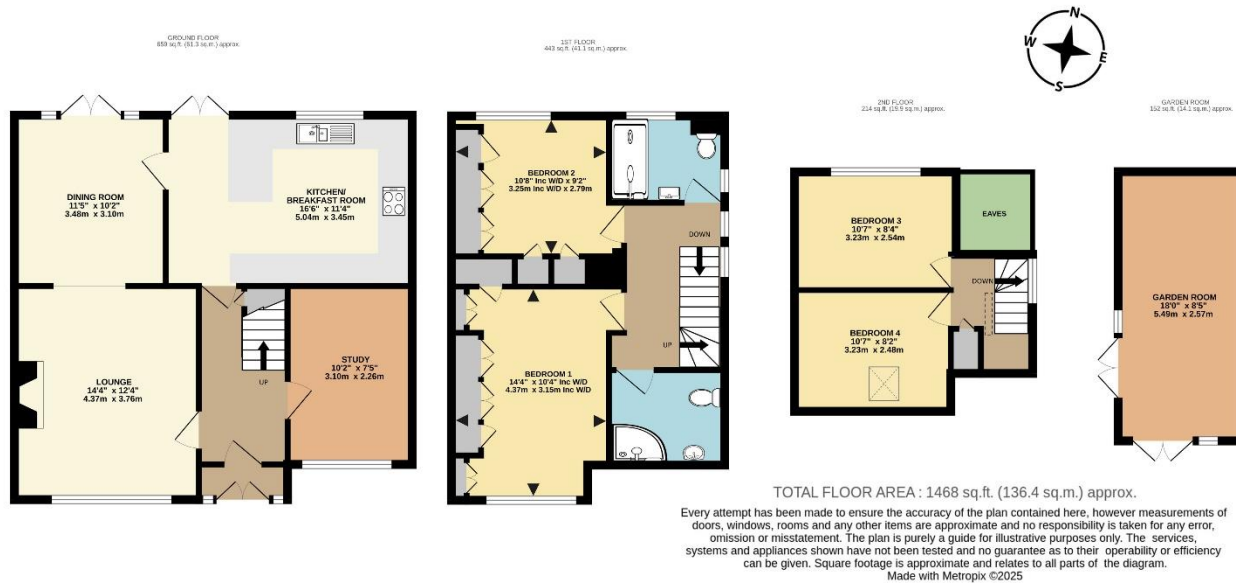 GROUND FLOOR
659 sq.ft. (61.3 sq.m.) approx.
DINING ROOM
11'5" x 10'2"
3.48m x 3.10m
KITCHEN/
BREAKFAST ROOM
16'6" x 11'4"
5.04m x 3.45m
LOUNGE
14'4" x 12'4"
4.37m x 3.76m
UP
STUDY
10'2" x 7'5"
3.10m x 2.26m
1ST FLOOR
443 sq.ft. (41.1 sq.m.) approx.
BEDROOM 2
10'8" Inc W/D x 9'2"
3.25m Inc W/D x 2.79m
DOWN
BEDROOM 1
14'4" x 10'4" Inc W/D
4.37m x 3.15m Inc W/D
UP
N
W
E
S
2ND FLOOR
214 sq.ft. (19.9 sq.m.) approx.
BEDROOM 3
10'7" x 8'4"
3.23m x 2.54m
EAVES
DOWN
BEDROOM 4
10'7" x 8'2"
3.23m x 2.48m
GARDEN ROOM
152 sq.ft. (14.1 sq.m.) approx.
GARDEN ROOM
18'0" x 8'5"
5.49m x 2.57m
TOTAL FLOOR AREA : 1468 sq.ft. (136.4 sq.m.) approx.
Every attempt has been made to ensure the accuracy of the plan contained here, however measurements of
doors, windows, rooms and any other items are approximate and no responsibility is taken for any error,
omission or misstatement. The plan is purely a guide for illustrative purposes only. The services,
systems and appliances shown have not been tested and no guarantee as to their operability or efficiency
can be given. Square footage is approximate and relates to all parts of the diagram.
Made with Metropix ©2025